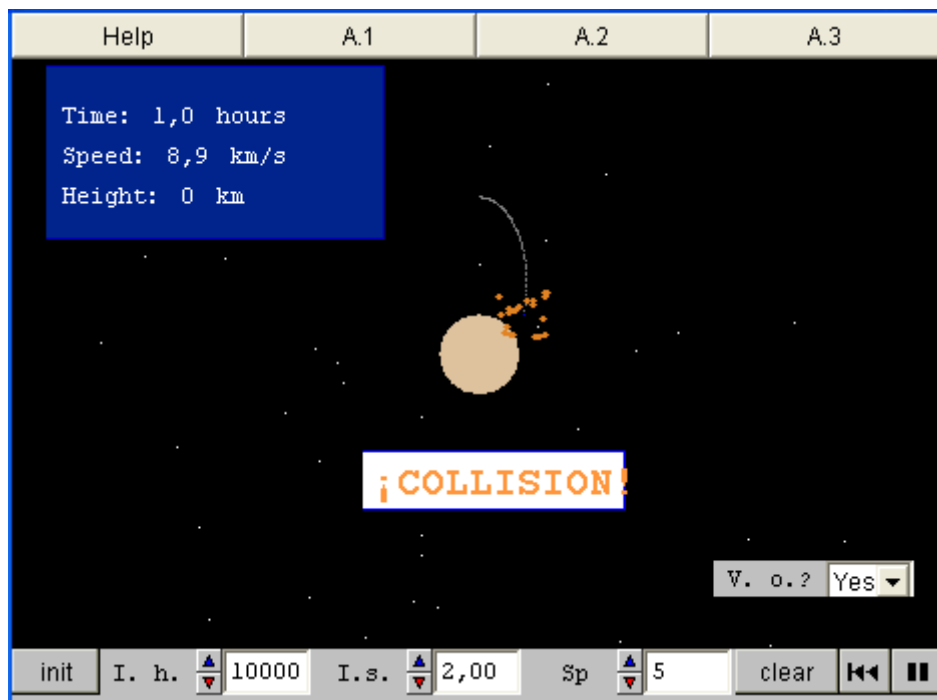 Help A.1 A.2 A.3
Time: 1,0 hours
Speed: 8,9 km/s
Height: 0 km
¡COLLISION!
V. o.? Yes
init I. h. 10000 I.s. 2,00 Sp 5 clear